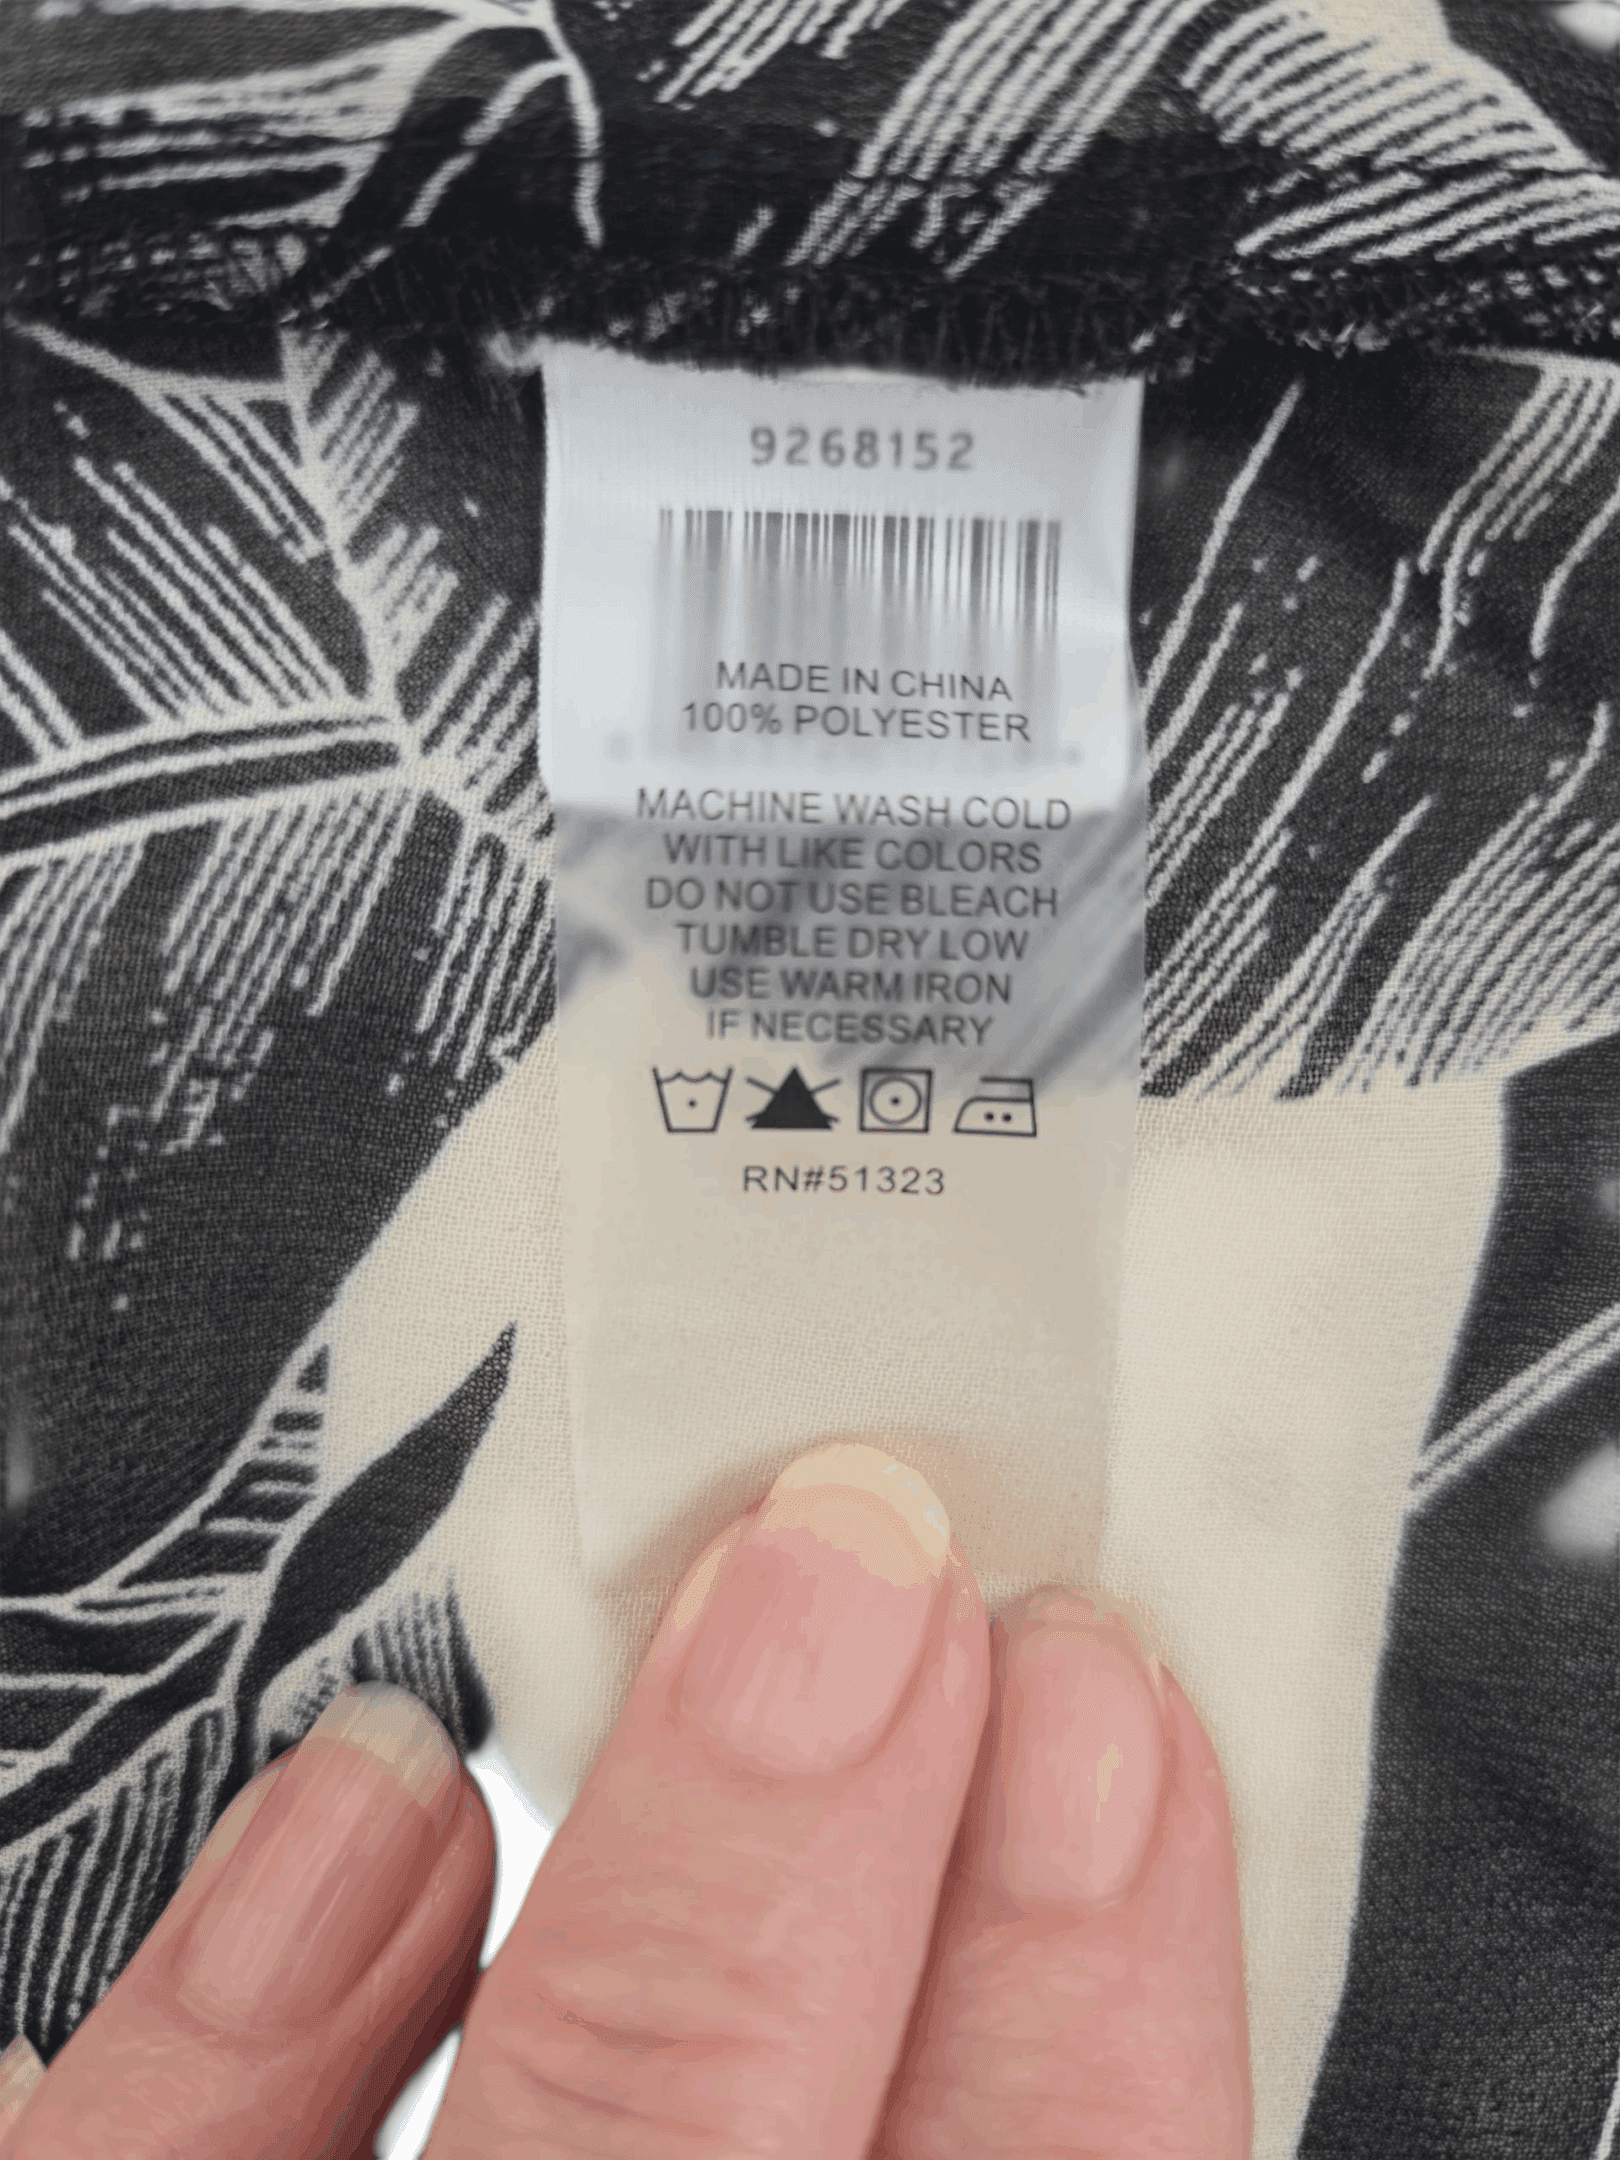 9268152
MADE IN CHINA
100% POLYESTER
MACHINE WASH COLD
WITH LIKE COLORS
DO NOT USE BLEACH
TUMBLE DRY LOW
USE WARM IRON
IF NECESSARY
RN#51323